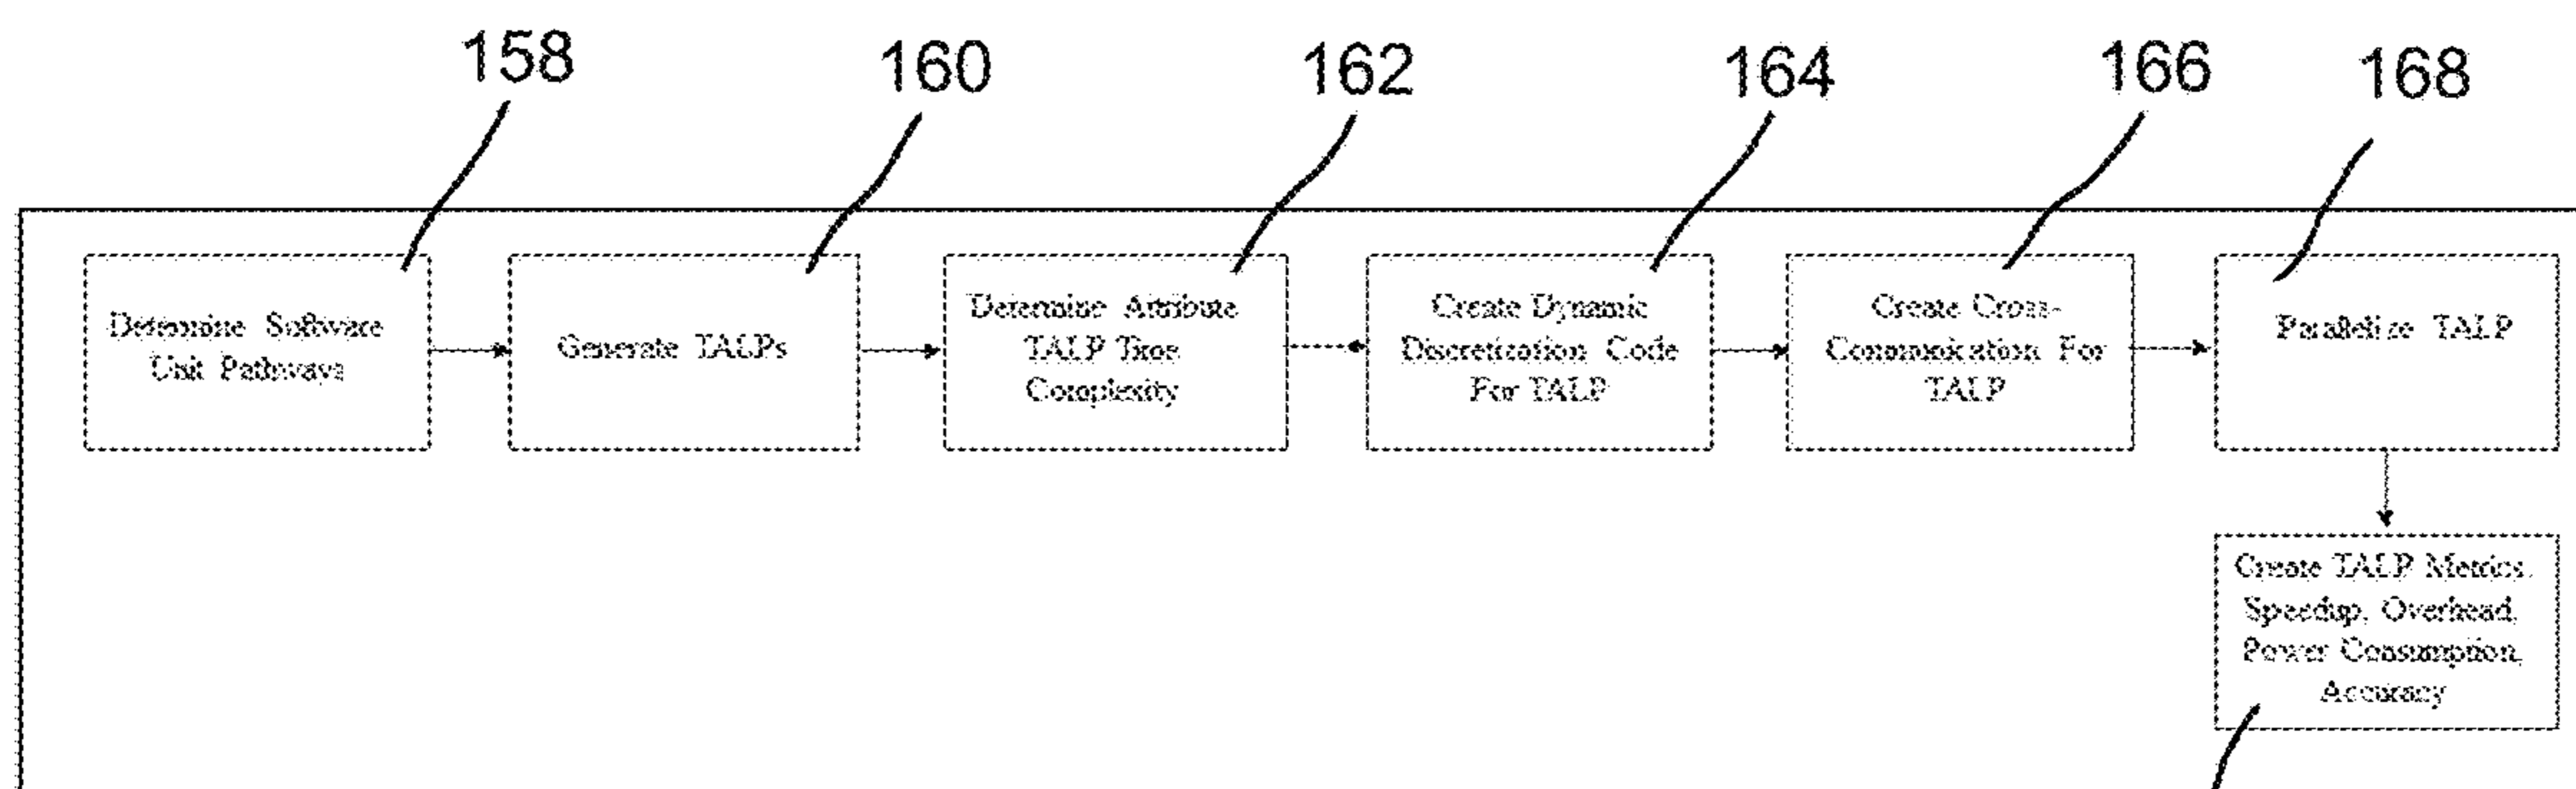 158
160
162
164
166
168
Determine Software
Unit Pathways
Generate TALPs
Determine Attribute
TALP Time
Complexity
Create Dynamic
Discretization Code
For TALP
Create Cross-
Communication For
TALP
Parallelize TALP
Create TALP Metrics
Speedup, Overhead,
Power Consumption,
Accuracy